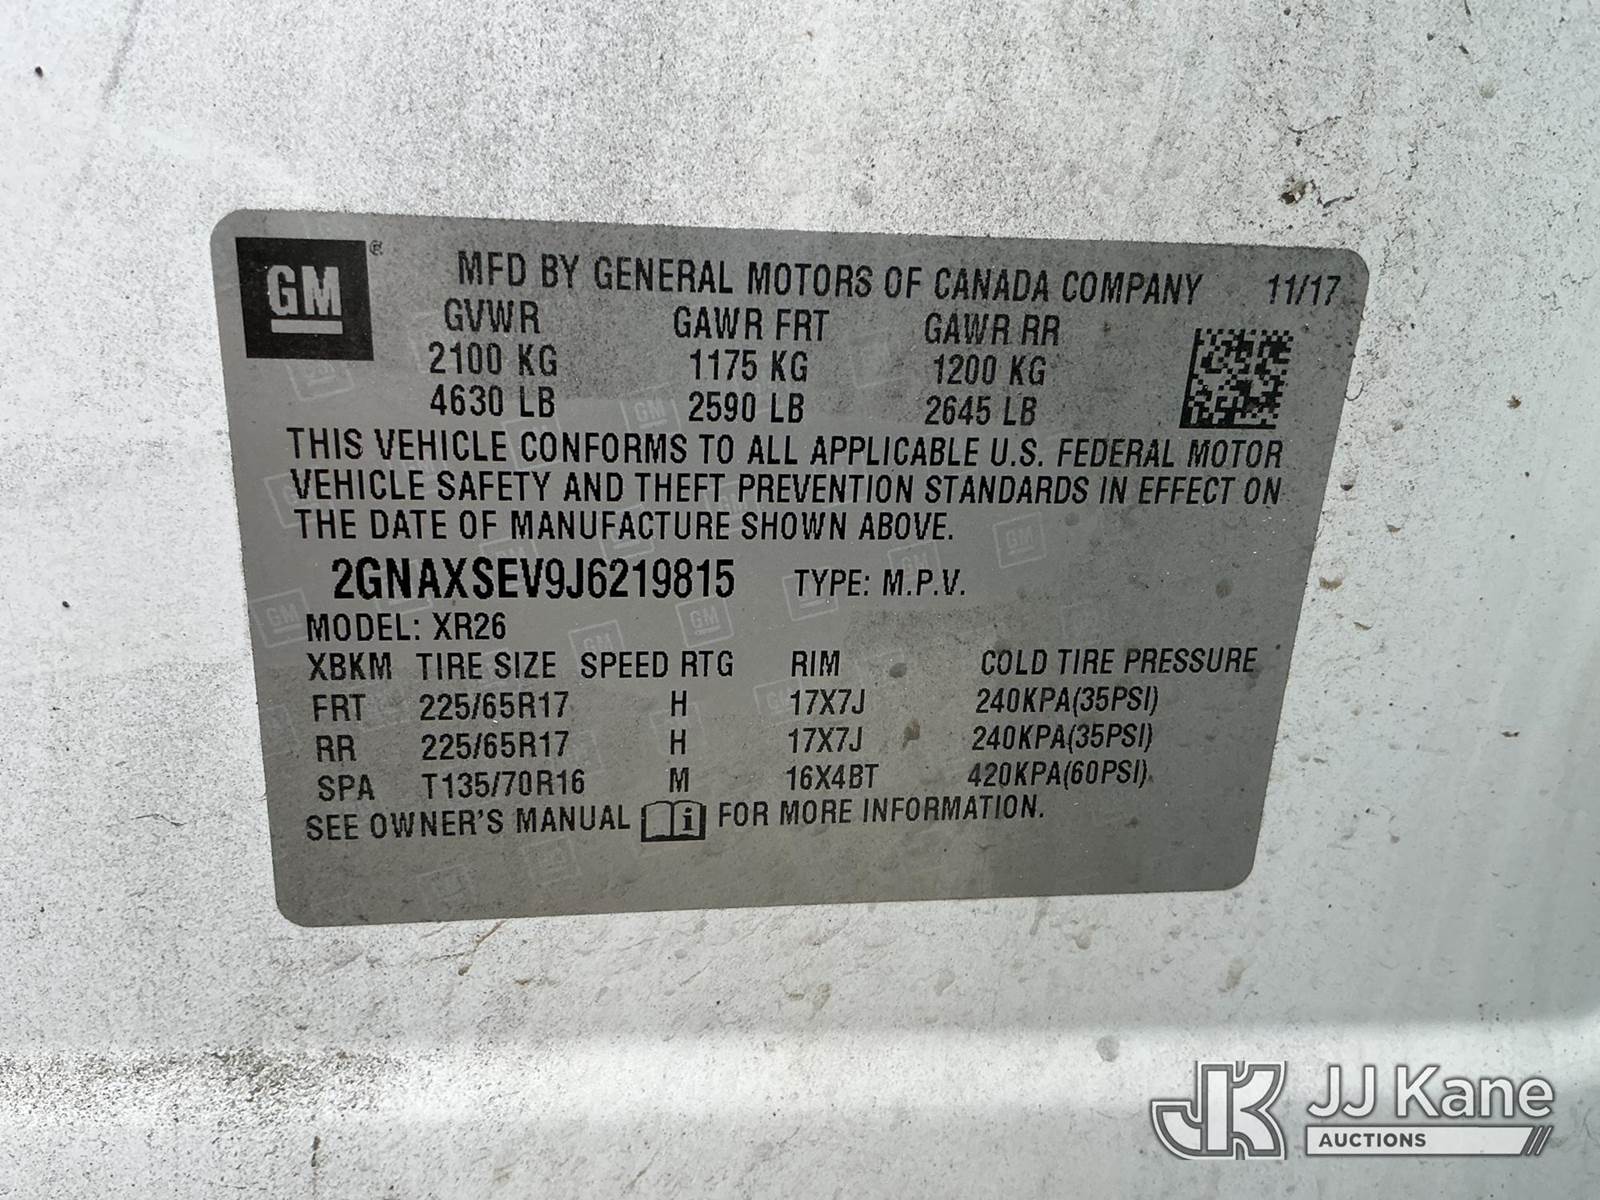 GM ® MFD BY GENERAL MOTORS OF CANADA COMPANY 11/17
GVWR GAWR FRT GAWR RR
2100 KG 1175 KG 1200 KG
4630 LB 2590 LB 2645 LB
THIS VEHICLE CONFORMS TO ALL APPLICABLE U.S. FEDERAL MOTOR
VEHICLE SAFETY AND THEFT PREVENTION STANDARDS IN EFFECT ON
THE DATE OF MANUFACTURE SHOWN ABOVE.
2GNAXSEV9J6219815 TYPE: M.P.V.
MODEL: XR26
XBKM TIRE SIZE SPEED RTG RIM COLD TIRE PRESSURE
FRT 225/65R17 H 17X7J 240KPA(35PSI)
RR 225/65R17 H 17X7J 240KPA(35PSI)
SPA T135/70R16 M 16X4BT 420KPA(60PSI)
SEE OWNER'S MANUAL i FOR MORE INFORMATION.
JK JJ Kane
AUCTIONS